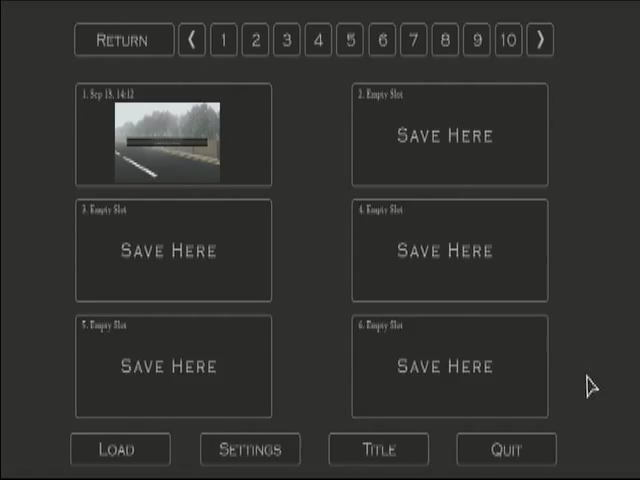 RETURN ❬ 1 2 3 4 5 6 7 8 9 10 ❭
1. Sep 18, 14:12
2. Empty Slot
SAVE HERE
3. Empty Slot
4. Empty Slot
SAVE HERE
SAVE HERE
5. Empty Slot
6. Empty Slot
SAVE HERE
SAVE HERE
LOAD SETTINGS TITLE QUIT